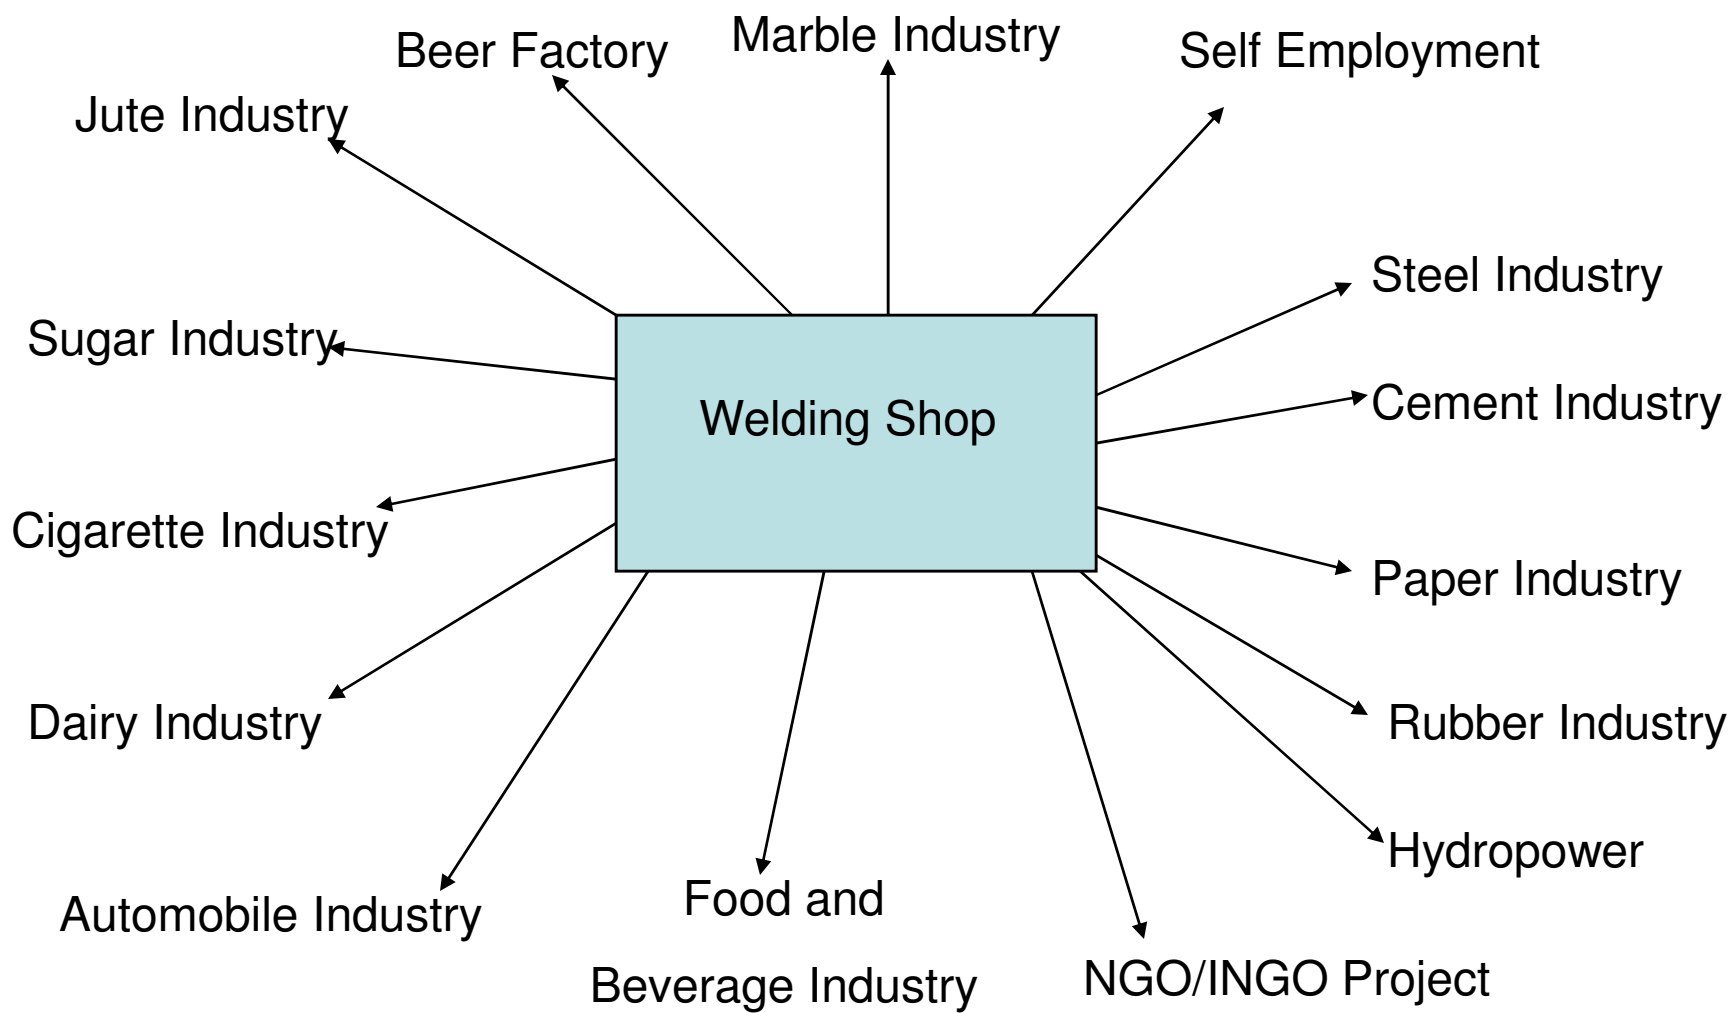 Marble Industry
Beer Factory
Self Employment
Jute Industry
Steel Industry
Sugar Industry
Cement Industry
Welding Shop
Cigarette Industry
Paper Industry
Dairy Industry
Rubber Industry
Hydropower
Automobile Industry
Food and
Beverage Industry
NGO/INGO Project